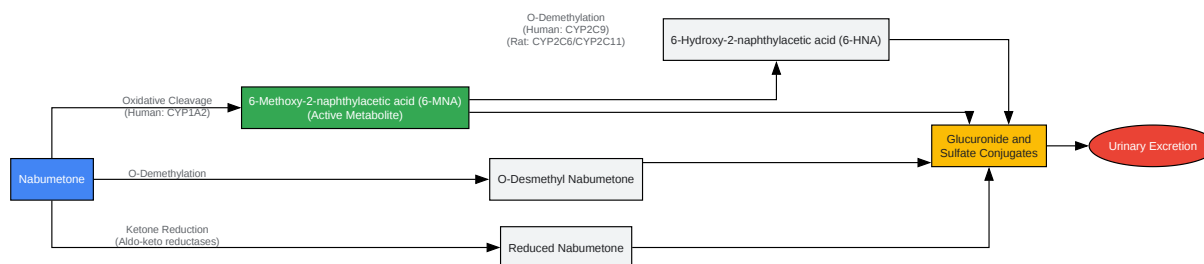 O-Demethylation
(Human: CYP2C9)
(Rat: CYP2C6/CYP2C11)
6-Hydroxy-2-naphthylacetic acid (6-HNA)
Oxidative Cleavage
(Human: CYP1A2)
6-Methoxy-2-naphthylacetic acid (6-MNA)
(Active Metabolite)
Glucuronide and
Sulfate Conjugates
Urinary Excretion
Nabumetone
O-Demethylation
O-Desmethyl Nabumetone
Ketone Reduction
(Aldo-keto reductases)
Reduced Nabumetone